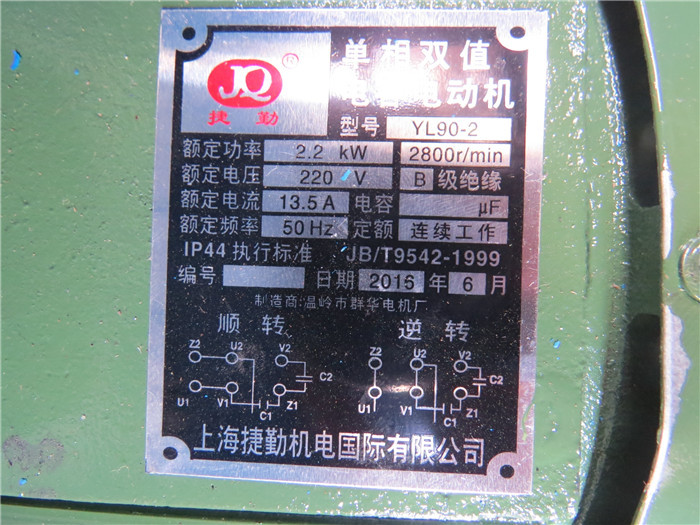 JQ ®
捷勤
单相双值
电容电动机
型号 YL90-2
额定功率 2.2 kW 2800r/min
额定电压 220 V B 级绝缘
额定电流 13.5 A 电容 μF
额定频率 50 Hz 定额 连续工作
IP44 执行标准 JB/T9542-1999
编号 日期 2015 年 6 月
制造商:温岭市群华电机厂
顺转 逆转
Z2 U2 V2 C2 Z2 U2 V2 C2
U1 V1 C1 Z1 U1 V1 C1 Z1
上海捷勤机电国际有限公司